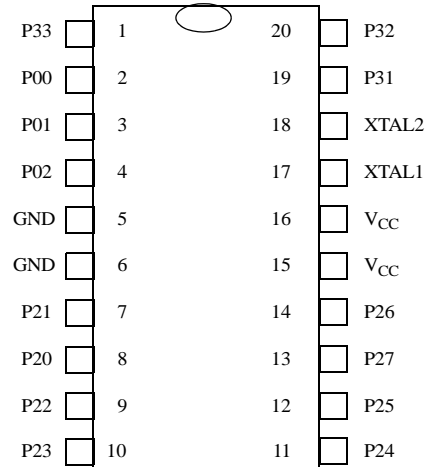 P33 1 20 P32
P00 2 19 P31
P01 3 18 XTAL2
P02 4 17 XTAL1
GND 5 16 VCC
GND 6 15 VCC
P21 7 14 P26
P20 8 13 P27
P22 9 12 P25
P23 10 11 P24